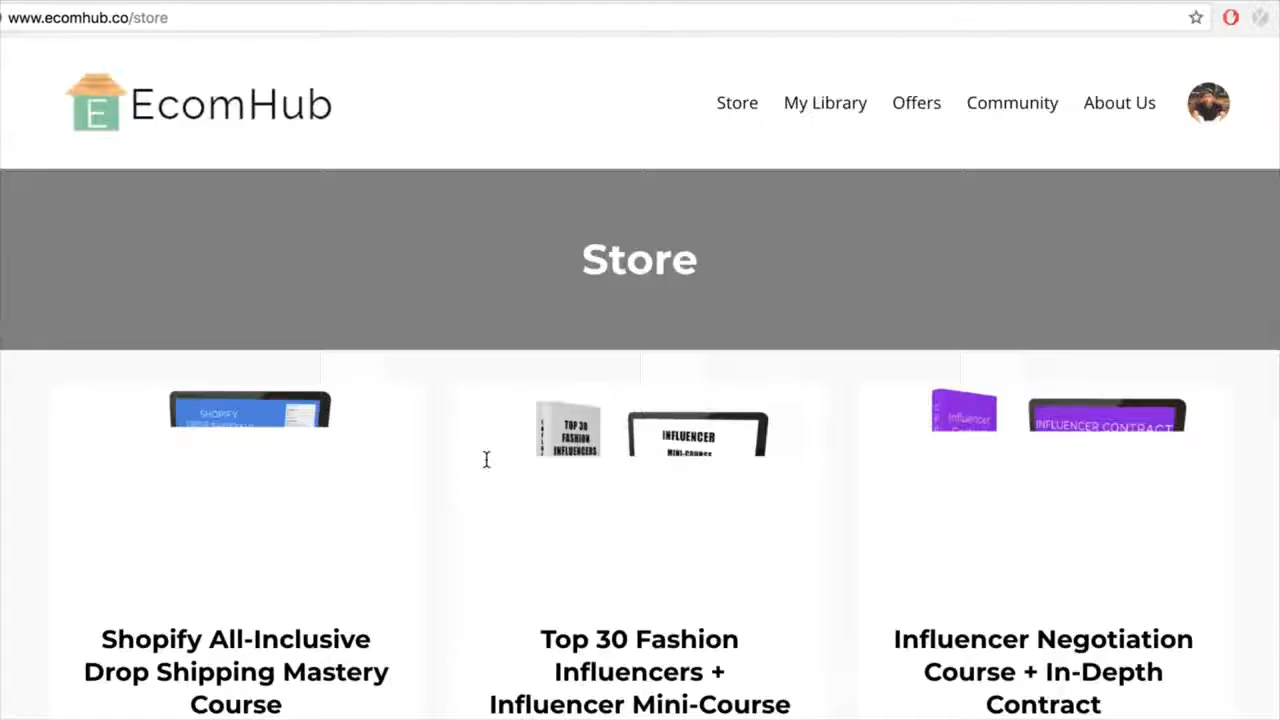 www.ecomhub.co/store
E EcomHub
Store My Library Offers Community About Us
Store
SHOPIFY
TOP 30
FASHION
INFLUENCERS
INFLUENCER
MINI-COURSE
Influencer
INFLUENCER CONTRACT
Shopify All-Inclusive
Drop Shipping Mastery
Course
Top 30 Fashion
Influencers +
Influencer Mini-Course
Influencer Negotiation
Course + In-Depth
Contract